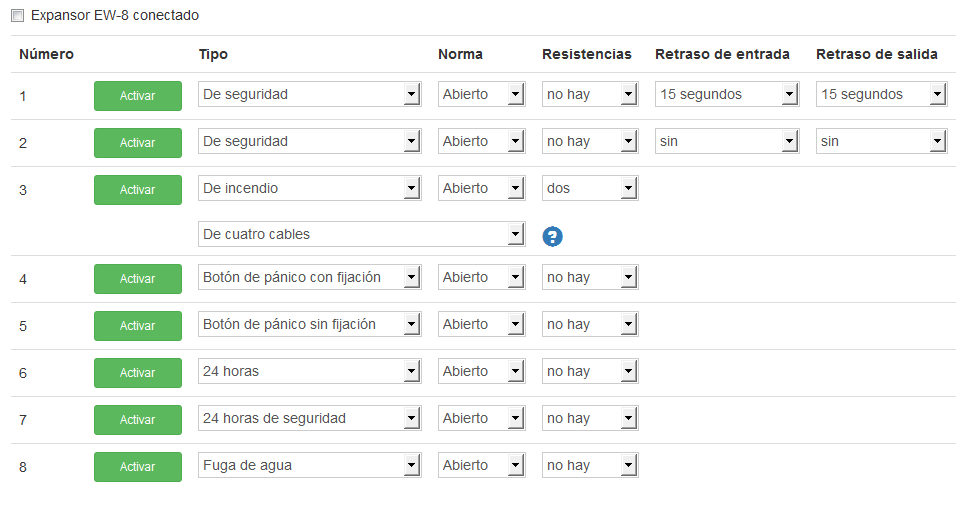 Expansor EW-8 conectado
Número Tipo Norma Resistencias Retraso de entrada Retraso de salida
1 Activar De seguridad Abierto no hay 15 segundos 15 segundos
2 Activar De seguridad Abierto no hay sin sin
3 Activar De incendio Abierto dos
De cuatro cables ?
4 Activar Botón de pánico con fijación Abierto no hay
5 Activar Botón de pánico sin fijación Abierto no hay
6 Activar 24 horas Abierto no hay
7 Activar 24 horas de seguridad Abierto no hay
8 Activar Fuga de agua Abierto no hay